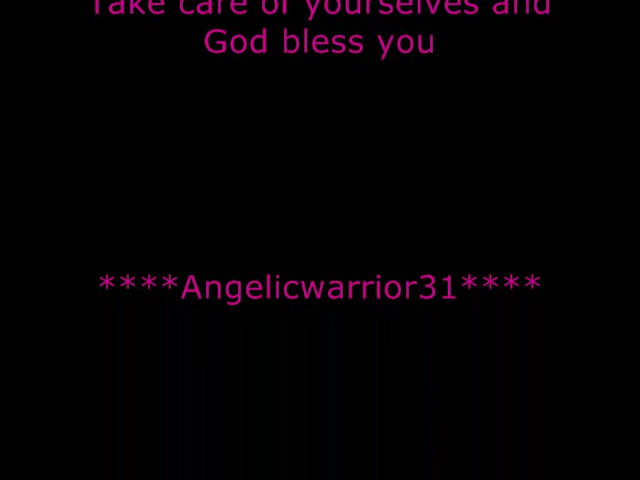 Take care of yourselves and
God bless you
****Angelicwarrior31****